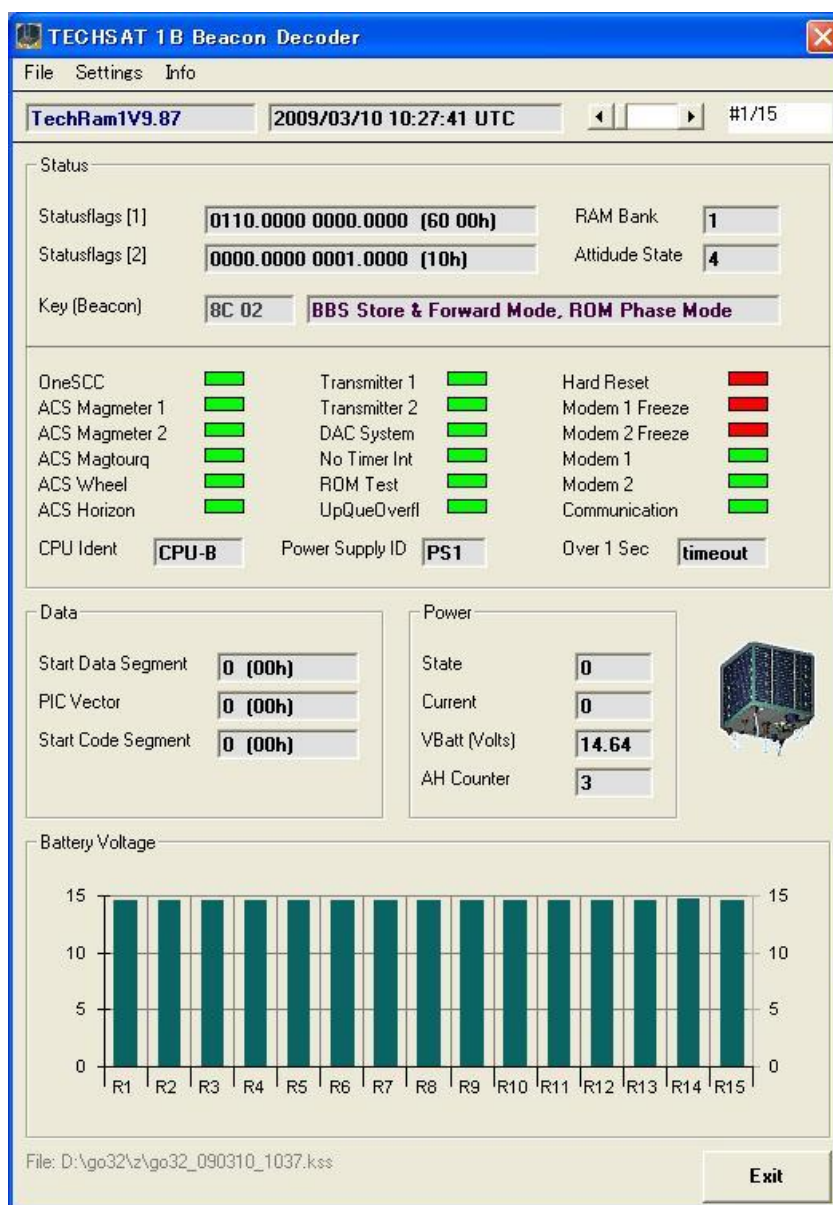 TECHSAT 1B Beacon Decoder
File Settings Info
TechRam1V9.87 2009/03/10 10:27:41 UTC #1/15
Status
Statusflags [1] 0110.0000 0000.0000 (60 00h) RAM Bank 1
Statusflags [2] 0000.0000 0001.0000 (10h) Attidude State 4
Key (Beacon) 8C 02 BBS Store & Forward Mode, ROM Phase Mode
OneSCC Transmitter 1 Hard Reset
ACS Magmeter 1 Transmitter 2 Modem 1 Freeze
ACS Magmeter 2 DAC System Modem 2 Freeze
ACS Magtourq No Timer Int Modem 1
ACS Wheel ROM Test Modem 2
ACS Horizon UpQueOverfl Communication
CPU Ident CPU-B Power Supply ID PS1 Over 1 Sec timeout
Data Power
Start Data Segment 0 (00h) State 0
PIC Vector 0 (00h) Current 0
Start Code Segment 0 (00h) VBatt (Volts) 14.64
AH Counter 3
Battery Voltage
15 15
10 10
5 5
0 0
R1 R2 R3 R4 R5 R6 R7 R8 R9 R10 R11 R12 R13 R14 R15
File: D:\go32\z\go32_090310_1037.kss
Exit